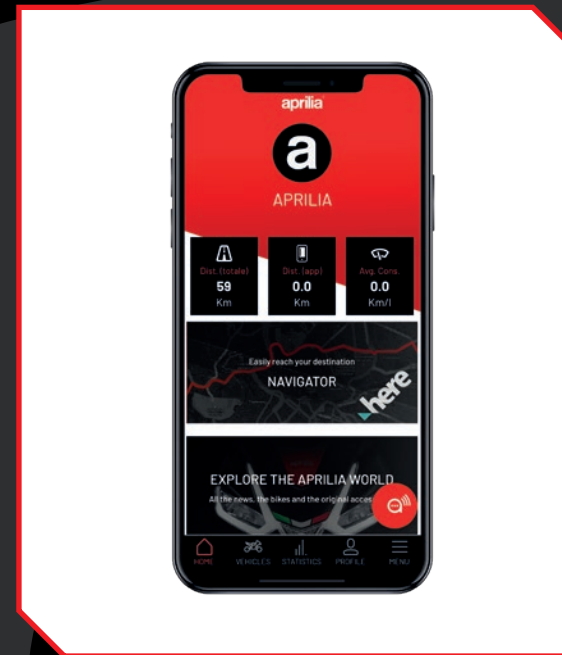 aprilia
a
APRILIA
Dist. (totale)
59
Km
Dist. (app)
0.0
Km
Avg. Cons.
0.0
Km/l
Easily reach your destination
NAVIGATOR
here
EXPLORE THE APRILIA WORLD
All the news, the bikes and the original acces
HOME
VEHICLES
STATISTICS
PROFILE
MENU